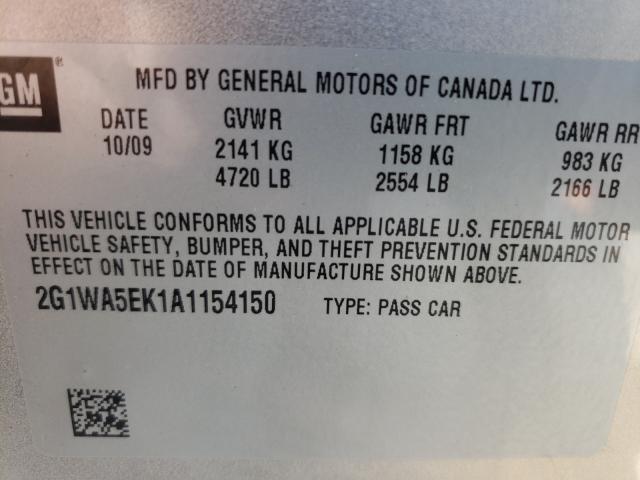 GM®
MFD BY GENERAL MOTORS OF CANADA LTD.
DATE GVWR GAWR FRT GAWR RR
10/09 2141 KG 1158 KG 983 KG
4720 LB 2554 LB 2166 LB
THIS VEHICLE CONFORMS TO ALL APPLICABLE U.S. FEDERAL MOTOR
VEHICLE SAFETY, BUMPER, AND THEFT PREVENTION STANDARDS IN
EFFECT ON THE DATE OF MANUFACTURE SHOWN ABOVE.
2G1WA5EK1A1154150 TYPE: PASS CAR